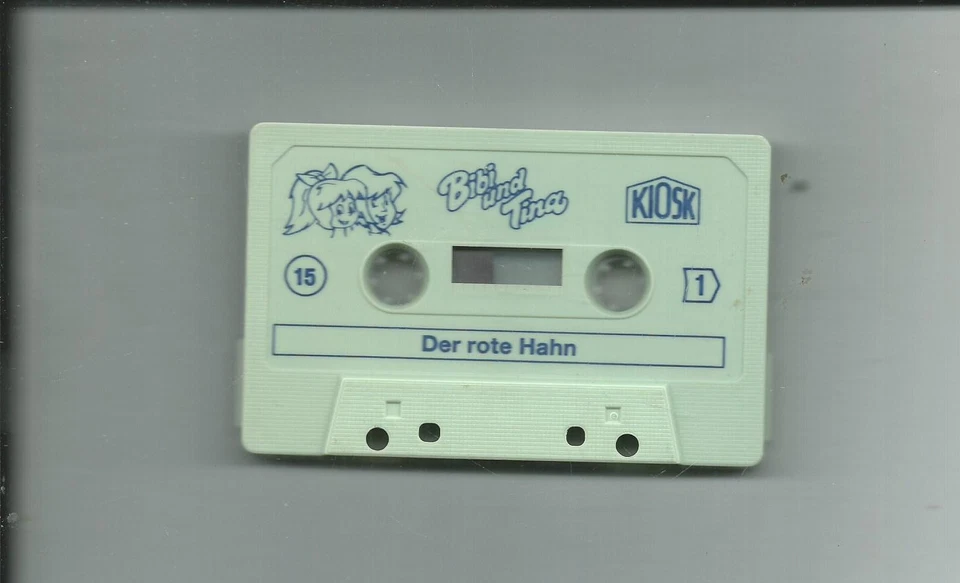 Bibi und Tina
KIOSK
15
1
Der rote Hahn